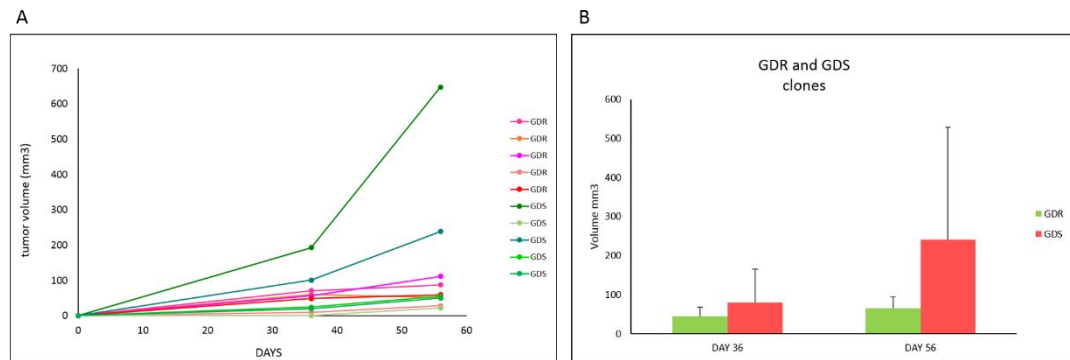 A
700
600
500
400
300
200
100
0
0 10 20 30 40 50 60
tumor volume (mm3)
DAYS
GDR
GDR
GDR
GDR
GDR
GDS
GDS
GDS
GDS
GDS
B
GDR and GDS
clones
600
500
400
300
200
100
0
Volume mm3
DAY 36 DAY 56
GDR
GDS